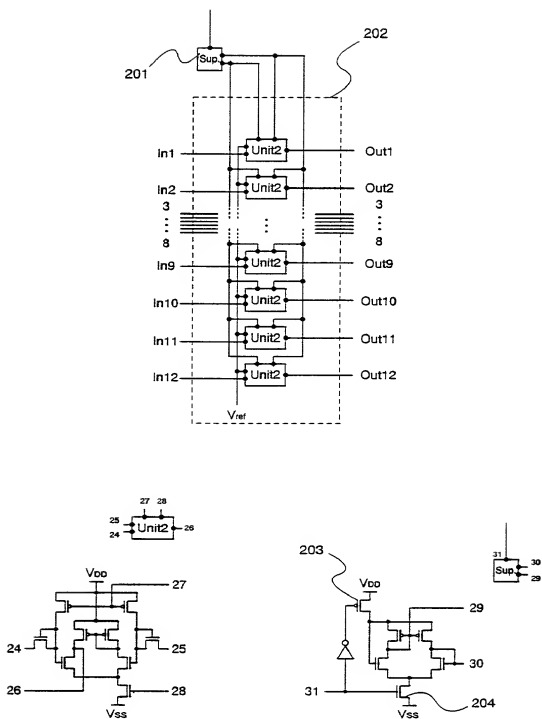 202
201
Sup.
In1
Unit2
Out1
In2
Unit2
Out2
3
3
8
8
In9
Unit2
Out9
In10
Unit2
Out10
In11
Unit2
Out11
In12
Unit2
Out12
Vref
27 28
25
24
Unit2
26
31
Sup.
30
29
203
VDD
27
24
25
26
28
VSS
VDD
29
30
31
204
VSS